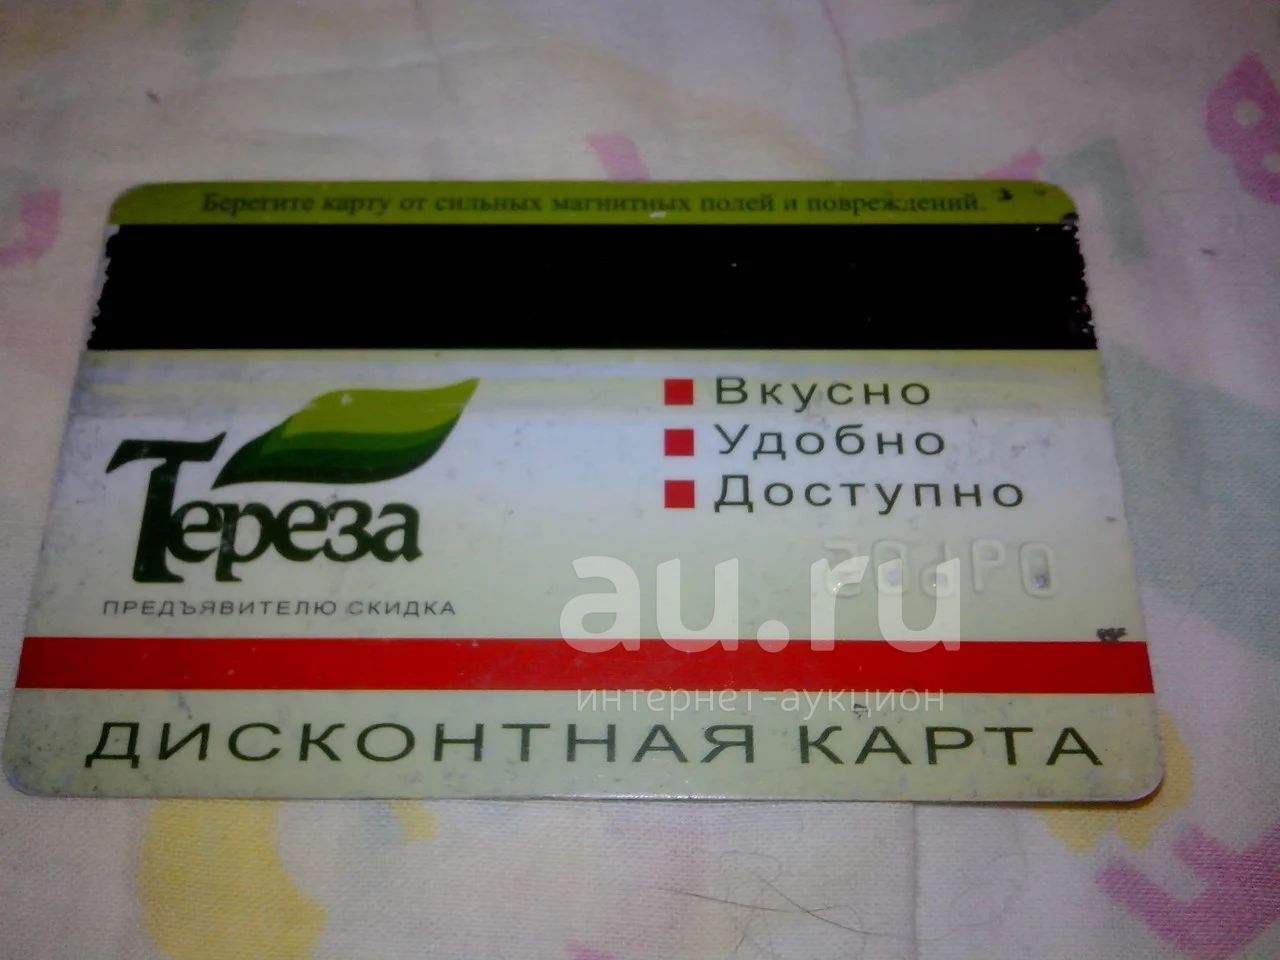 Берегите карту от сильных магнитных полей и повреждений.
Вкусно
Удобно
Доступно
Тереза
ПРЕДЪЯВИТЕЛЮ СКИДКА
au.ru
интернет-аукцион
ДИСКОНТНАЯ КАРТА